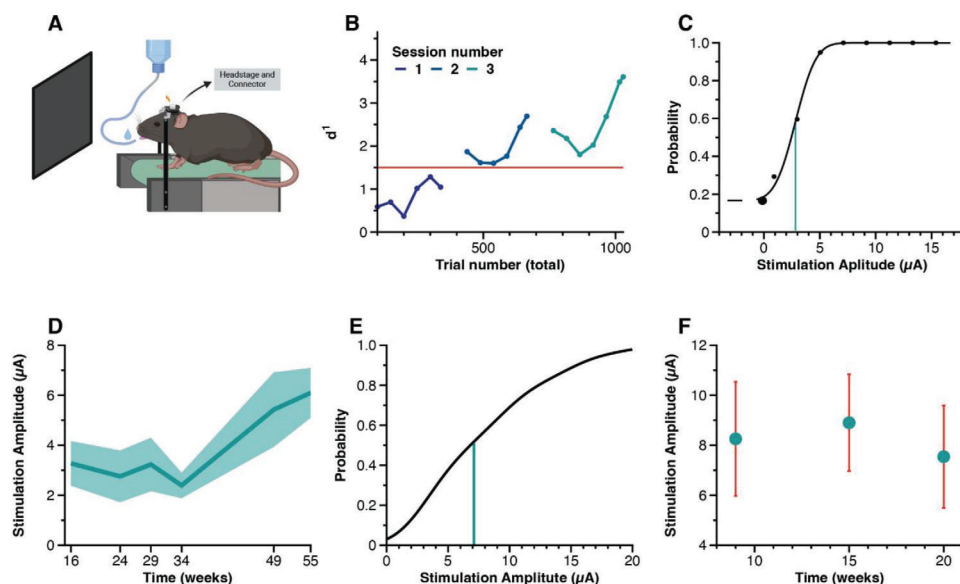 A
Headstage and
Connector
B
Session number
1 2 3
d¹
4
3
2
1
0
500
1000
Trial number (total)
C
Probability
1.0
0.8
0.6
0.4
0.2
0
0 5 10 15
Stimulation Aplitude (µA)
D
Stimulation Amplitude (µA)
8
6
4
2
0
16 24 29 34 49 55
Time (weeks)
E
Probability
1.0
0.8
0.6
0.4
0.2
0
0 5 10 15 20
Stimulation Amplitute (µA)
F
Stimulation Amplitude (µA)
12
10
8
6
4
10 15 20
Time (weeks)